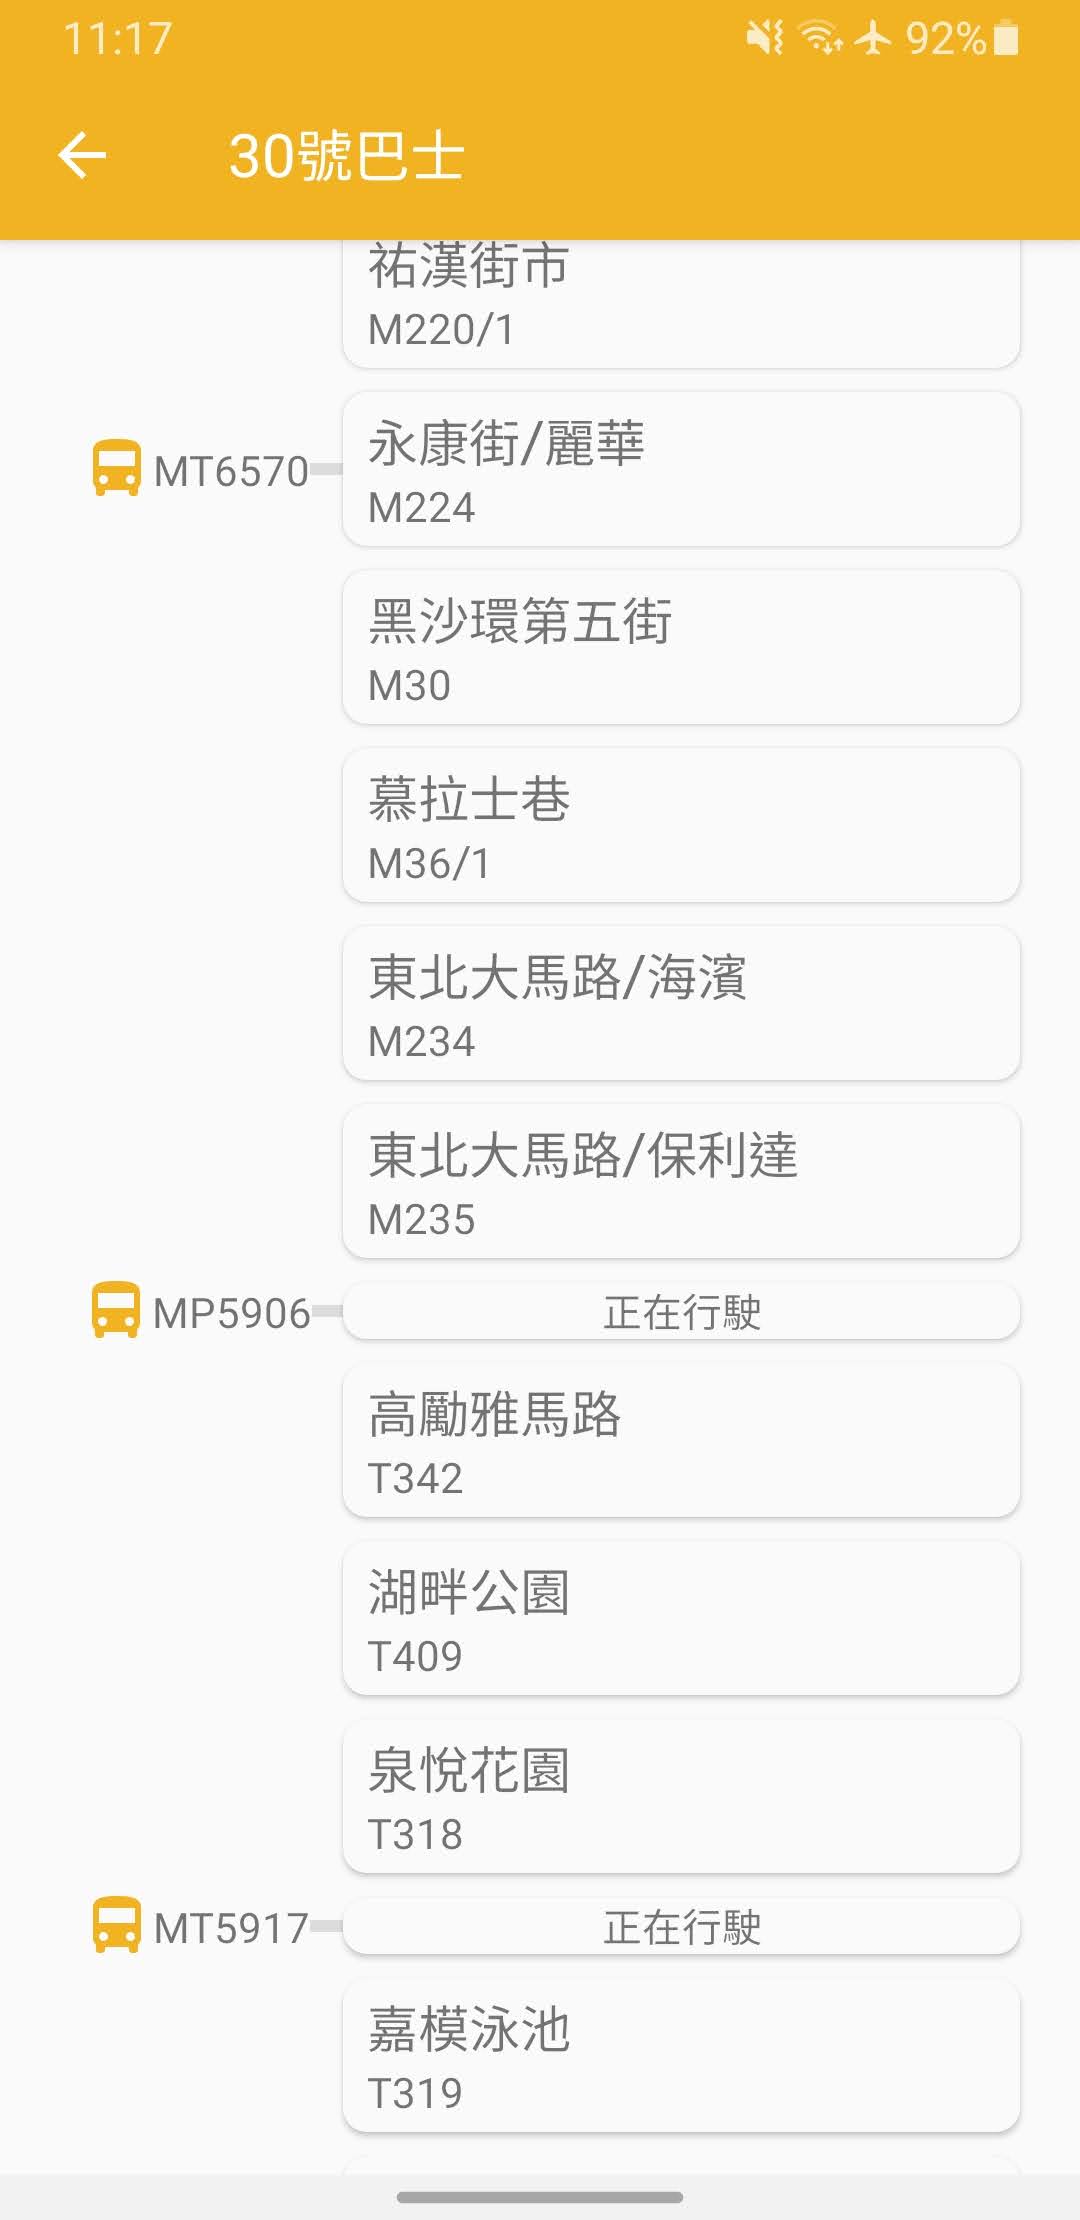 11:17
92%
30號巴士
祐漢街市
M220/1
MT6570
永康街/麗華
M224
黑沙環第五街
M30
慕拉士巷
M36/1
東北大馬路/海濱
M234
東北大馬路/保利達
M235
MP5906
正在行駛
高勵雅馬路
T342
湖畔公園
T409
泉悅花園
T318
MT5917
正在行駛
嘉模泳池
T319